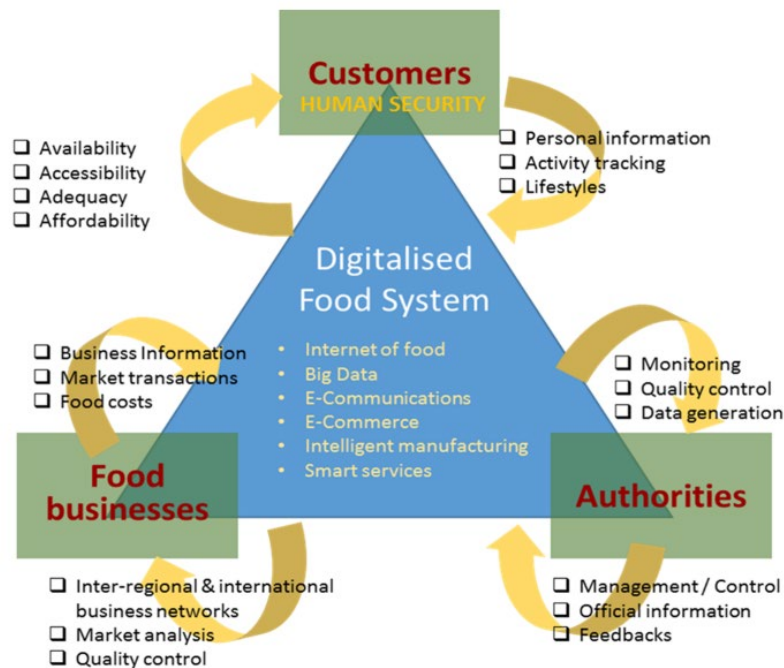 Customers
HUMAN SECURITY
❑ Availability
❑ Accessibility
❑ Adequacy
❑ Affordability
❑ Personal information
❑ Activity tracking
❑ Lifestyles
Digitalised
Food System
• Internet of food
• Big Data
• E-Communications
• E-Commerce
• Intelligent manufacturing
• Smart services
❑ Business Information
❑ Market transactions
❑ Food costs
❑ Monitoring
❑ Quality control
❑ Data generation
Food
businesses
Authorities
❑ Inter-regional & international
business networks
❑ Market analysis
❑ Quality control
❑ Management / Control
❑ Official information
❑ Feedbacks